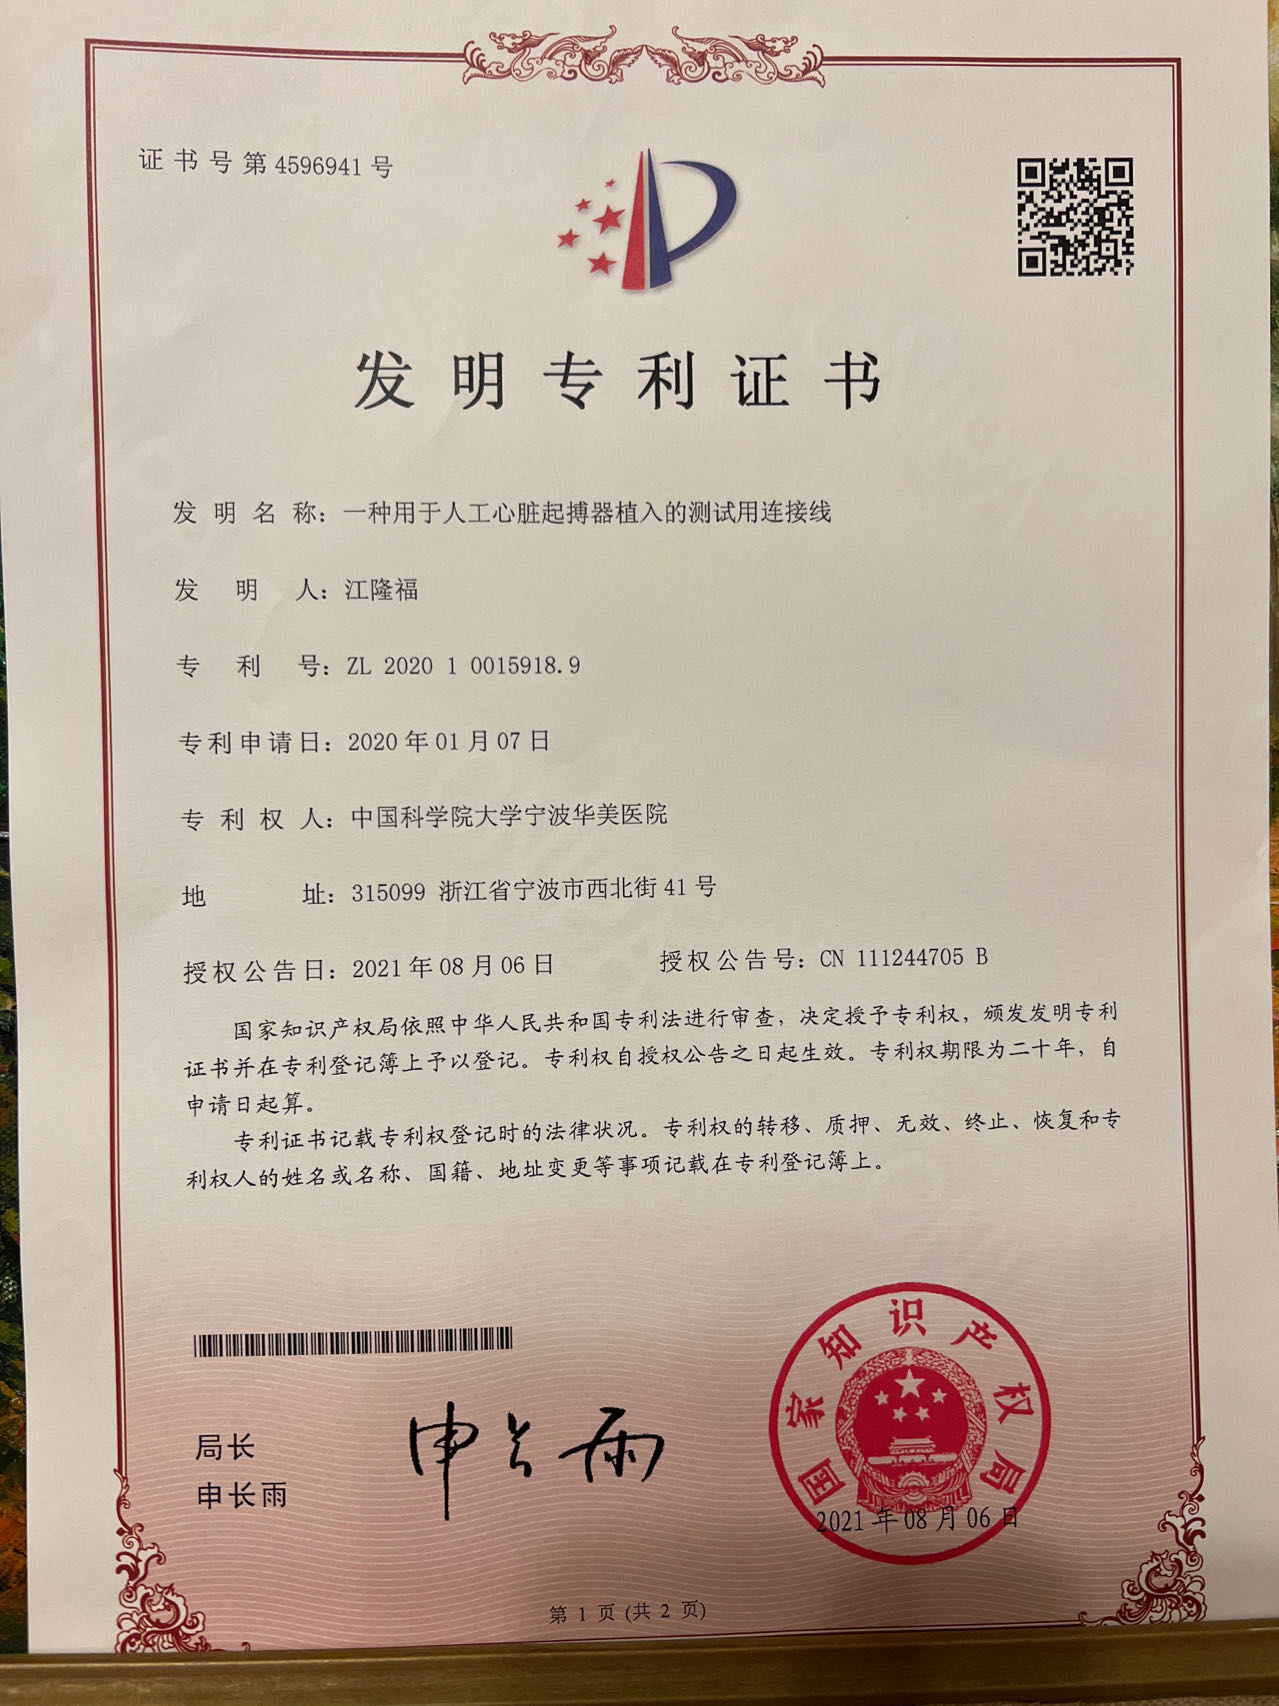 证书号第4596941号
发明专利证书
发明名称：一种用于人工心脏起搏器植入的测试用连接线
发明人：江隆福
专利号：ZL 2020 1 0015918.9
专利申请日：2020年01月07日
专利权人：中国科学院大学宁波华美医院
地址：315099 浙江省宁波市西北街41号
授权公告日：2021年08月06日 授权公告号：CN 111244705 B
国家知识产权局依照中华人民共和国专利法进行审查，决定授予专利权，颁发发明专利
证书并在专利登记簿上予以登记。专利权自授权公告之日起生效。专利权期限为二十年，自
申请日起算。
专利证书记载专利权登记时的法律状况。专利权的转移、质押、无效、终止、恢复和专
利权人的姓名或名称、国籍、地址变更等事项记载在专利登记簿上。
局长
申长雨
申长雨
国家知识产权局
2021年08月06日
第 1 页 (共 2 页)